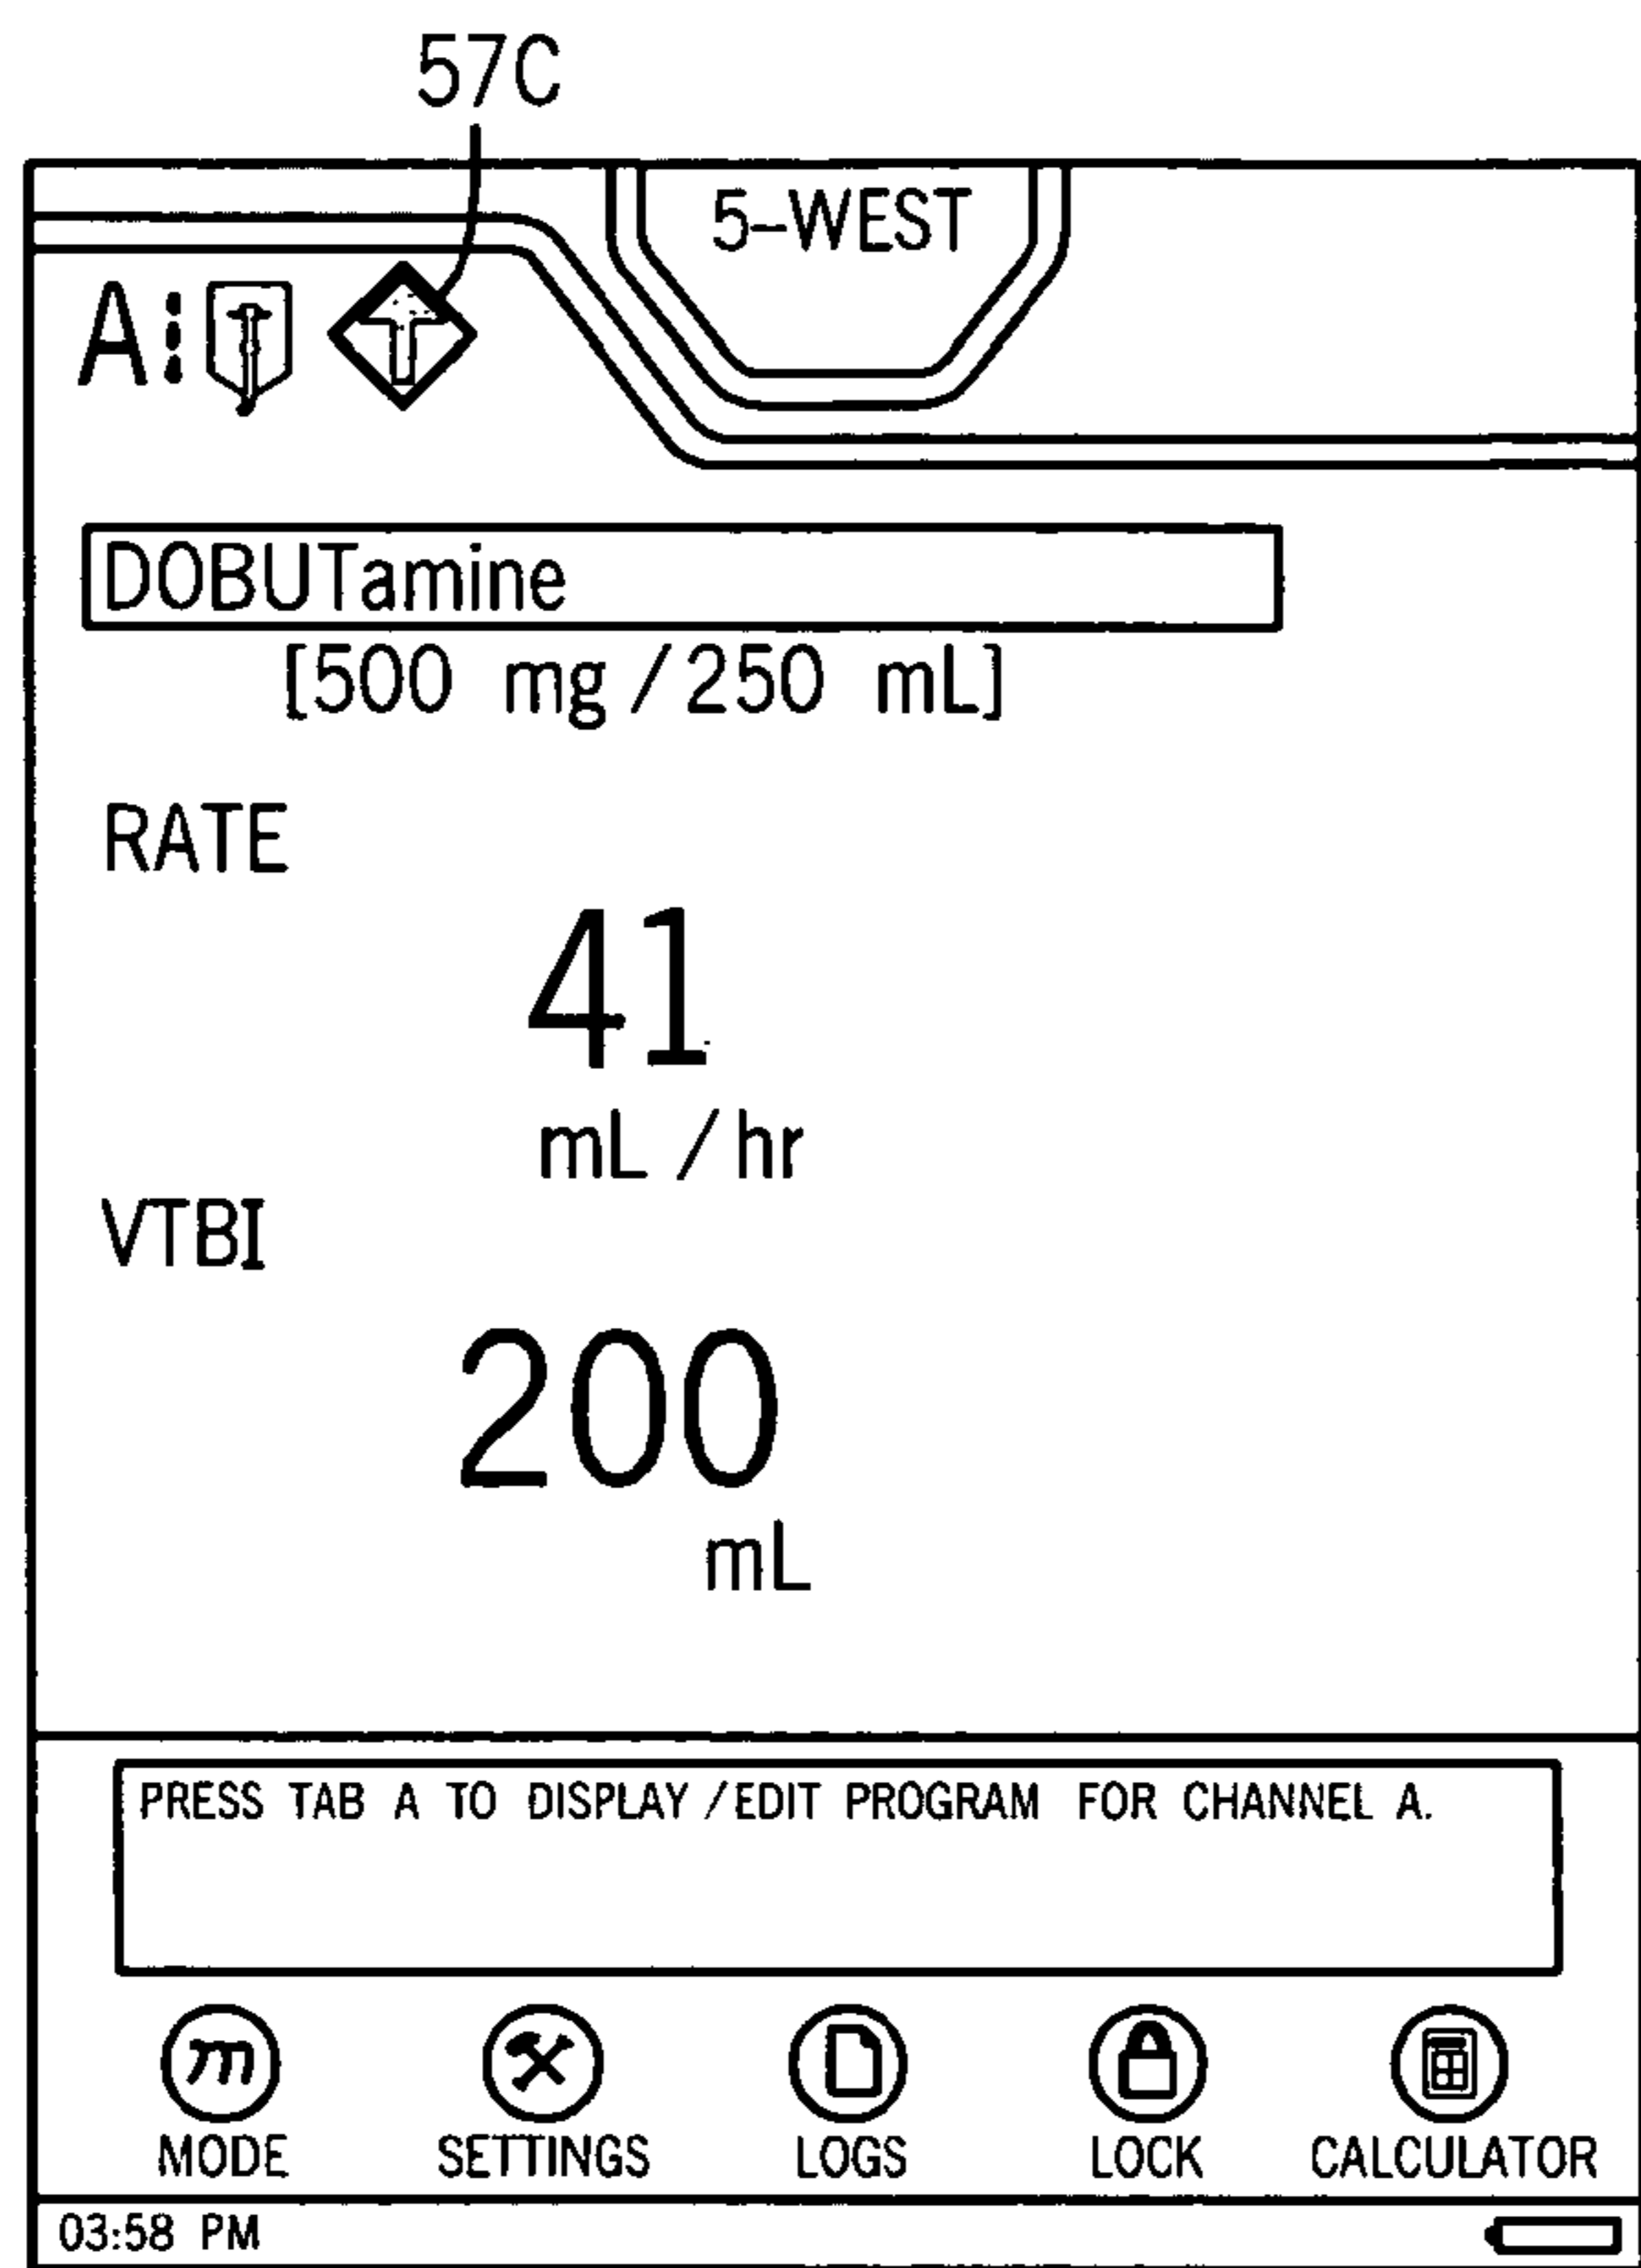 57C
5-WEST
A
DOBUTamine
[500 mg/250 mL]
RATE
41
mL/hr
VTBI
200
mL
PRESS TAB A TO DISPLAY/EDIT PROGRAM FOR CHANNEL A.
m
MODE SETTINGS LOGS LOCK CALCULATOR
03:58 PM